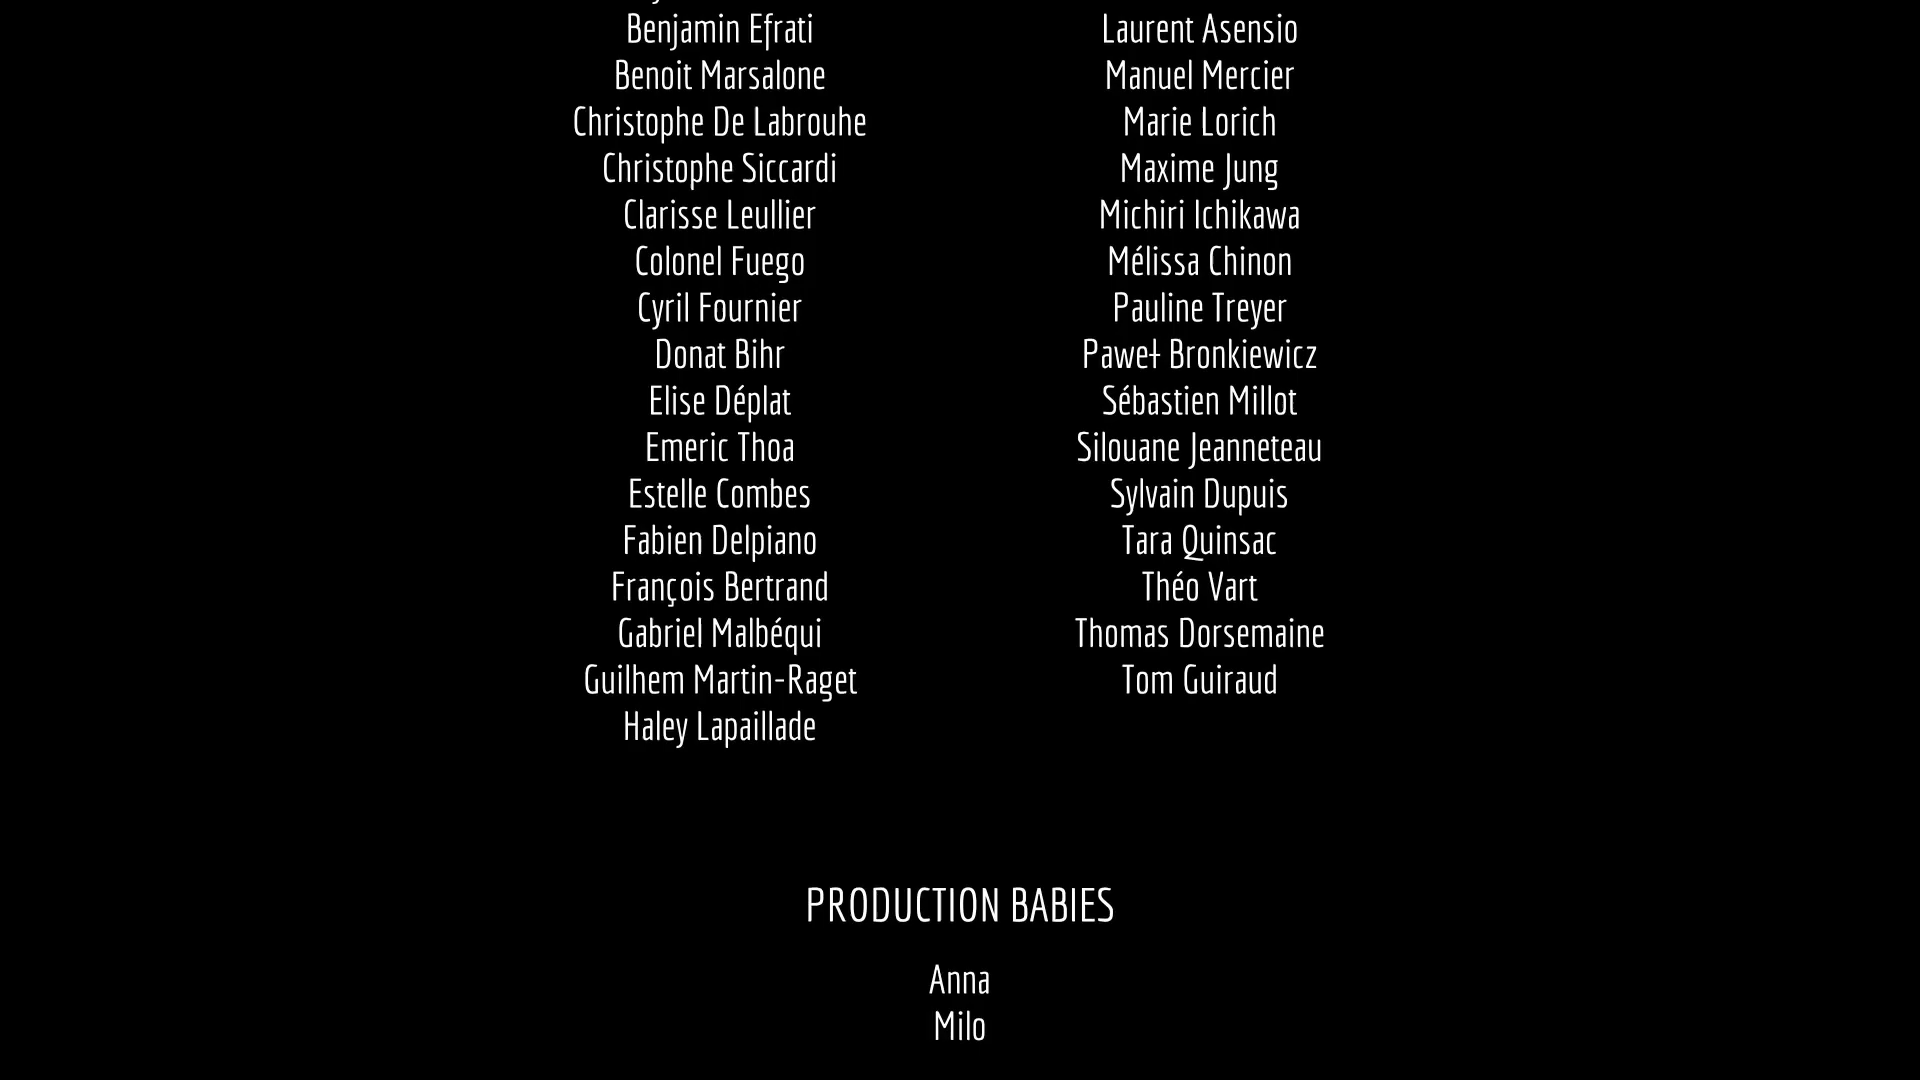 Benjamin Efrati
Benoit Marsalone
Christophe De Labrouhe
Christophe Siccardi
Clarisse Leullier
Colonel Fuego
Cyril Fournier
Donat Bihr
Elise Déplat
Emeric Thoa
Estelle Combes
Fabien Delpiano
François Bertrand
Gabriel Malbéqui
Guilhem Martin-Raget
Haley Lapaillade
Laurent Asensio
Manuel Mercier
Marie Lorich
Maxime Jung
Michiri Ichikawa
Mélissa Chinon
Pauline Treyer
Paweł Bronkiewicz
Sébastien Millot
Silouane Jeanneteau
Sylvain Dupuis
Tara Quinsac
Théo Vart
Thomas Dorsemaine
Tom Guiraud
PRODUCTION BABIES
Anna
Milo